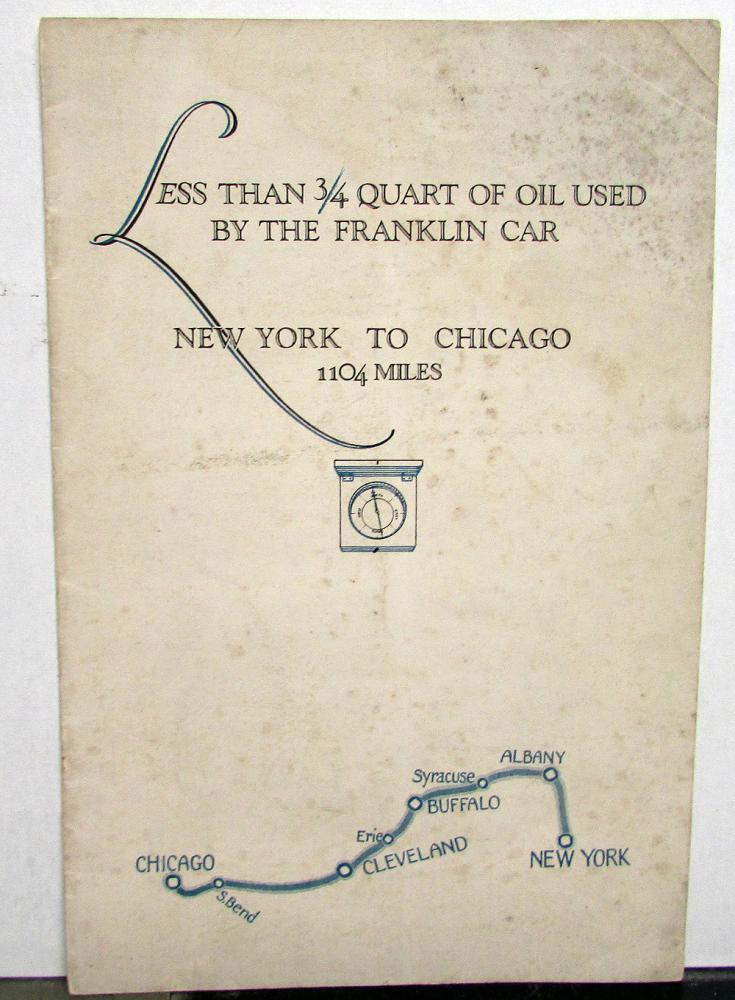 LESS THAN 3/4 QUART OF OIL USED
BY THE FRANKLIN CAR
NEW YORK TO CHICAGO
1104 MILES
ALBANY
Syracuse
BUFFALO
Erie
CLEVELAND
NEW YORK
CHICAGO
S.Bend